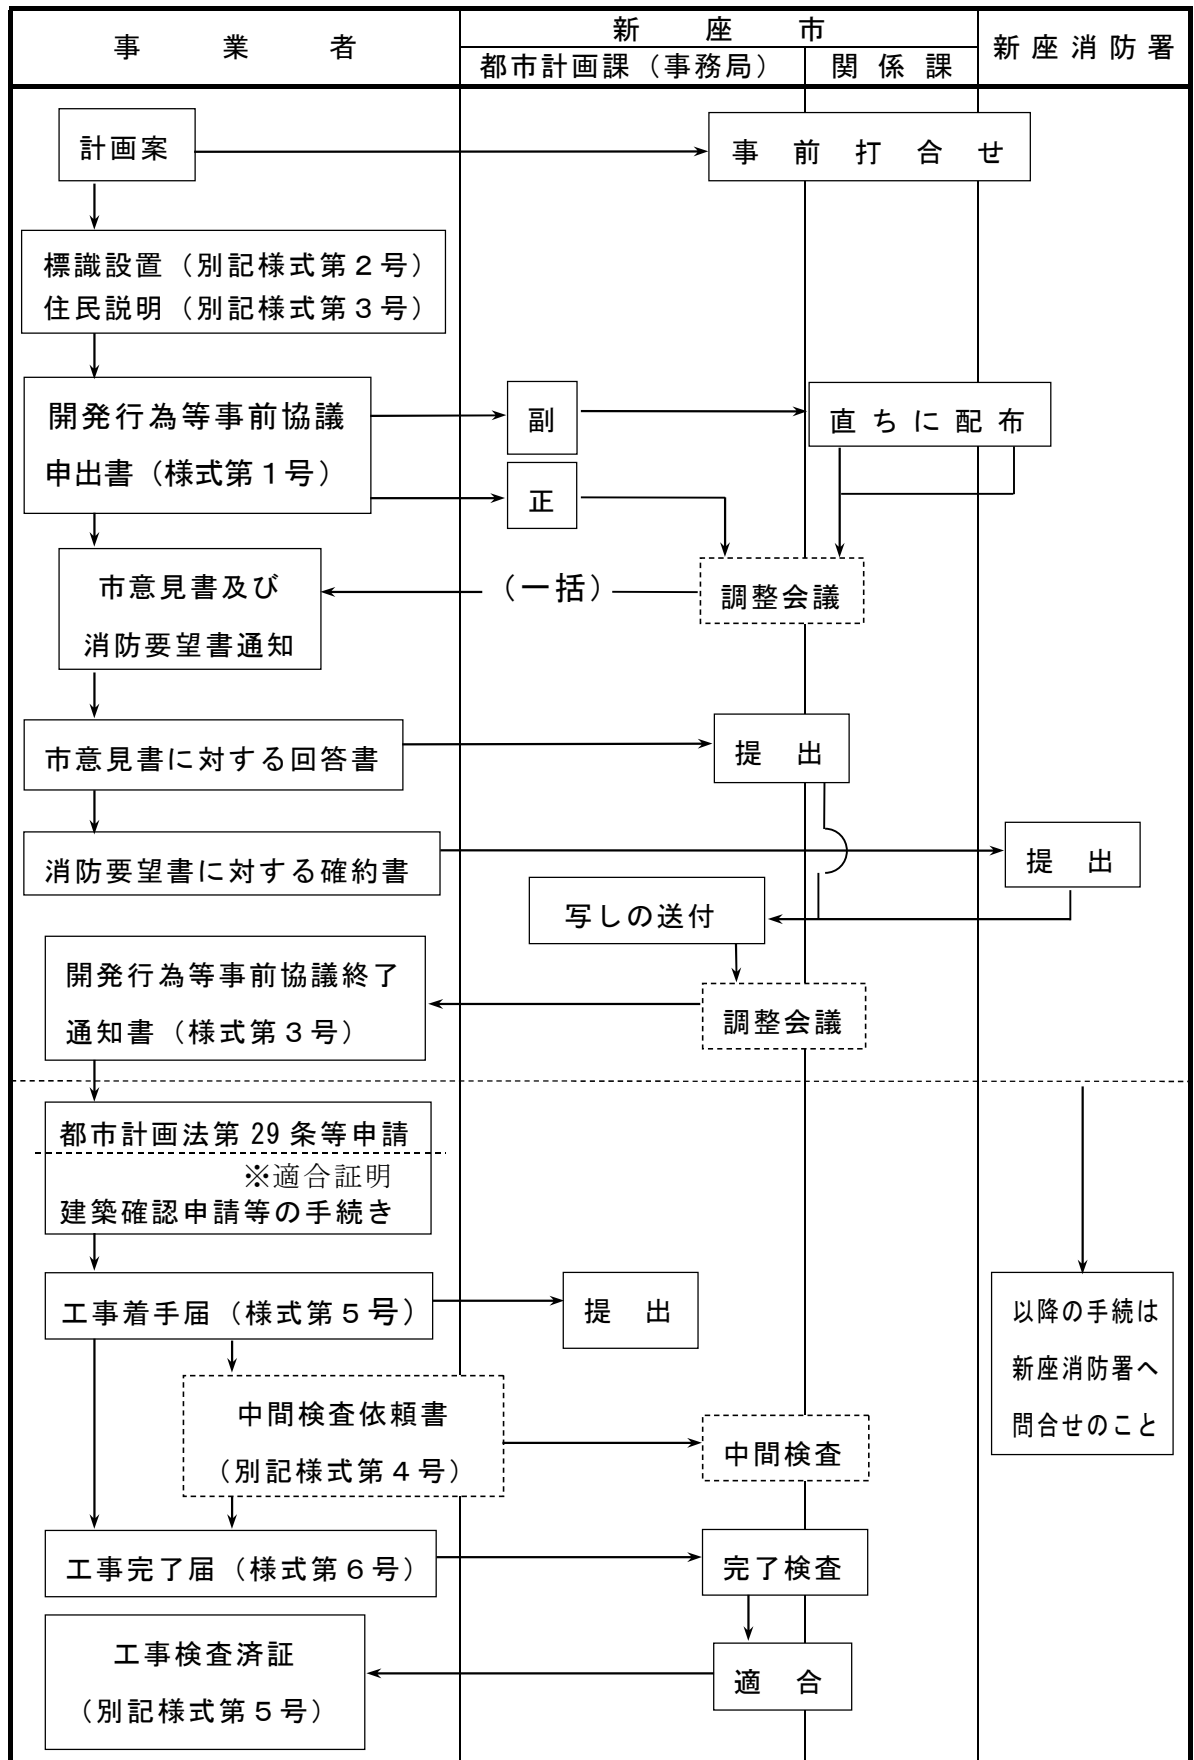 事業者
新座市
都市計画課（事務局）
関係課
新座消防署
計画案
事前打合せ
標識設置（別記様式第２号）
住民説明（別記様式第３号）
開発行為等事前協議
申出書（様式第１号）
副
直ちに配布
正
市意見書及び
消防要望書通知
（一括）
調整会議
市意見書に対する回答書
提出
消防要望書に対する確約書
提出
写しの送付
開発行為等事前協議終了
通知書（様式第３号）
調整会議
都市計画法第29条等申請
※適合証明
建築確認申請等の手続き
工事着手届（様式第５号）
提出
以降の手続は
新座消防署へ
問合せのこと
中間検査依頼書
（別記様式第４号）
中間検査
工事完了届（様式第６号）
完了検査
工事検査済証
（別記様式第５号）
適合